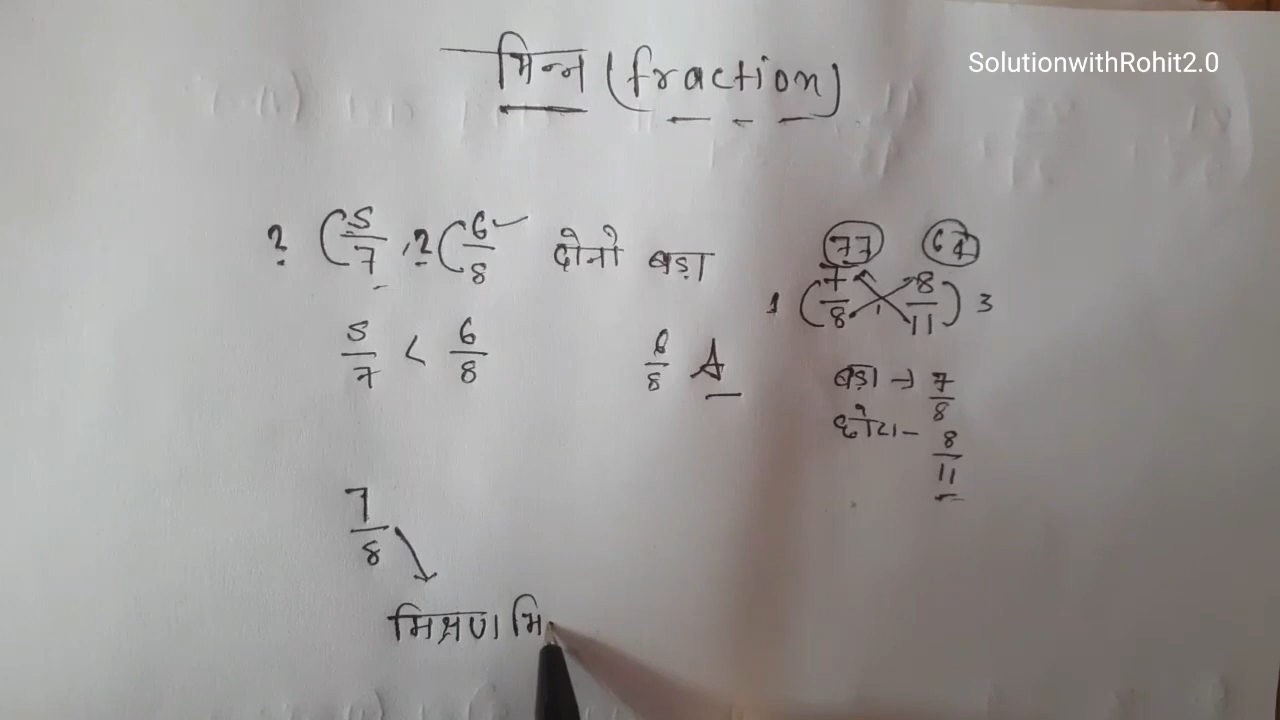 SolutionwithRohit2.0
भिन्न (fraction)
? ( 5/7 , ? ( 6/8 दोनो बड़ा
5/7 < 6/8
6/8 A
77 64
1 ( 7/8 8/11 ) 3
बड़ा → 7/8
छोटा - 8/11
7/8
मिश्रण भि